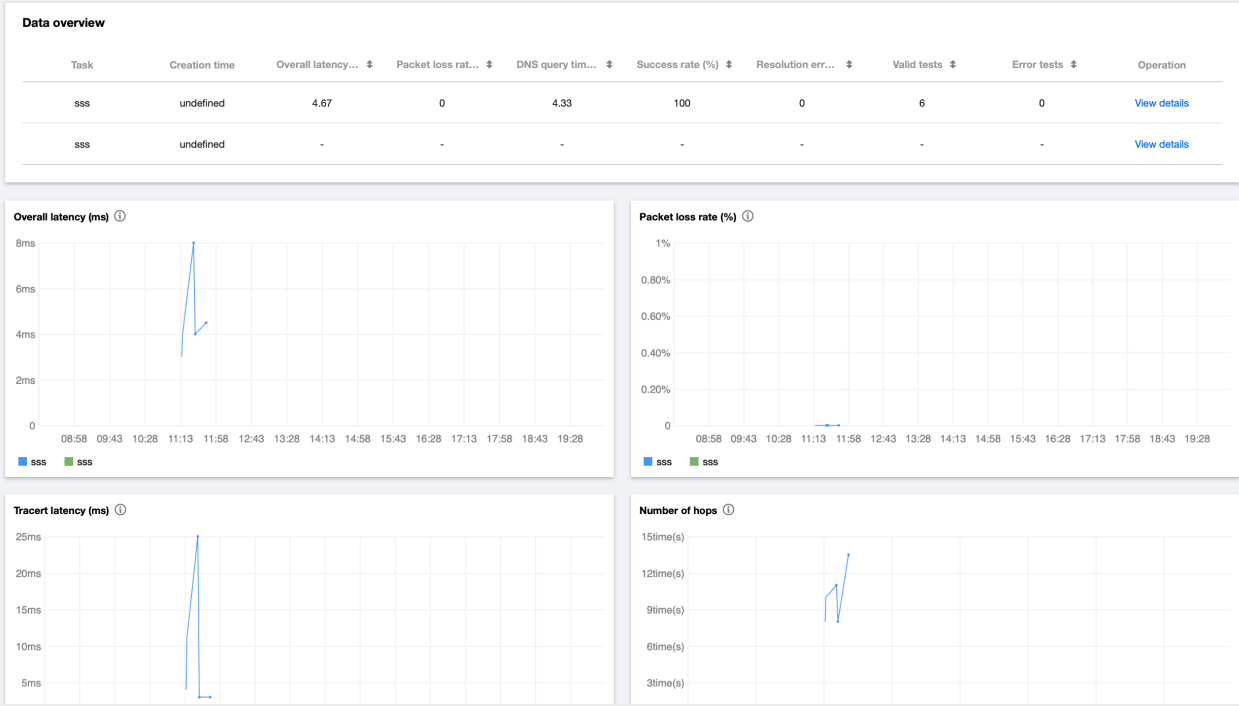 Data overview
Task Creation time Overall latency... Packet loss rat... DNS query tim... Success rate (%) Resolution err... Valid tests Error tests Operation
sss undefined 4.67 0 4.33 100 0 6 0 View details
sss undefined - - - - - - - View details
Overall latency (ms)
8ms
6ms
4ms
2ms
0
08:58 09:43 10:28 11:13 11:58 12:43 13:28 14:13 14:58 15:43 16:28 17:13 17:58 18:43 19:28
sss sss
Packet loss rate (%)
1%
0.80%
0.60%
0.40%
0.20%
0
08:58 09:43 10:28 11:13 11:58 12:43 13:28 14:13 14:58 15:43 16:28 17:13 17:58 18:43 19:28
sss sss
Tracert latency (ms)
25ms
20ms
15ms
10ms
5ms
Number of hops
15time(s)
12time(s)
9time(s)
6time(s)
3time(s)